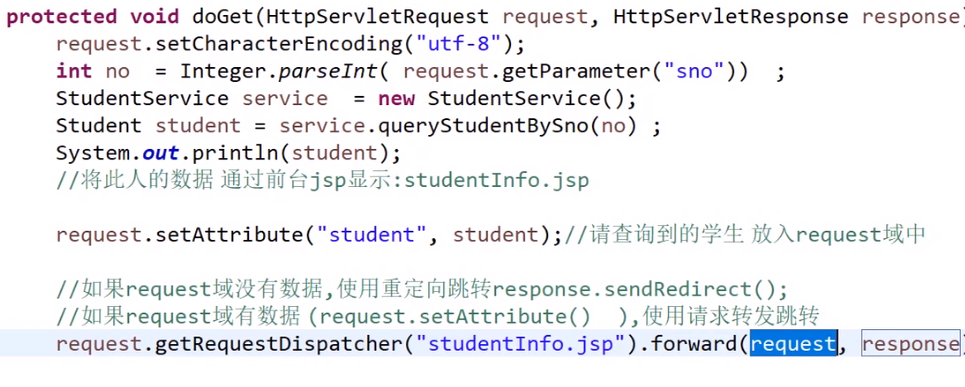 protected void doGet(HttpServletRequest request, HttpServletResponse response)
request.setCharacterEncoding("utf-8");
int no  = Integer.parseInt( request.getParameter("sno"))  ;
StudentService service  = new StudentService();
Student student = service.queryStudentBySno(no) ;
System.out.println(student);
//将此人的数据 通过前台jsp显示:studentInfo.jsp
request.setAttribute("student", student);//请查询到的学生 放入request域中
//如果request域没有数据,使用重定向跳转response.sendRedirect();
//如果request域有数据 (request.setAttribute()  ),使用请求转发跳转
request.getRequestDispatcher("studentInfo.jsp").forward(request, response)